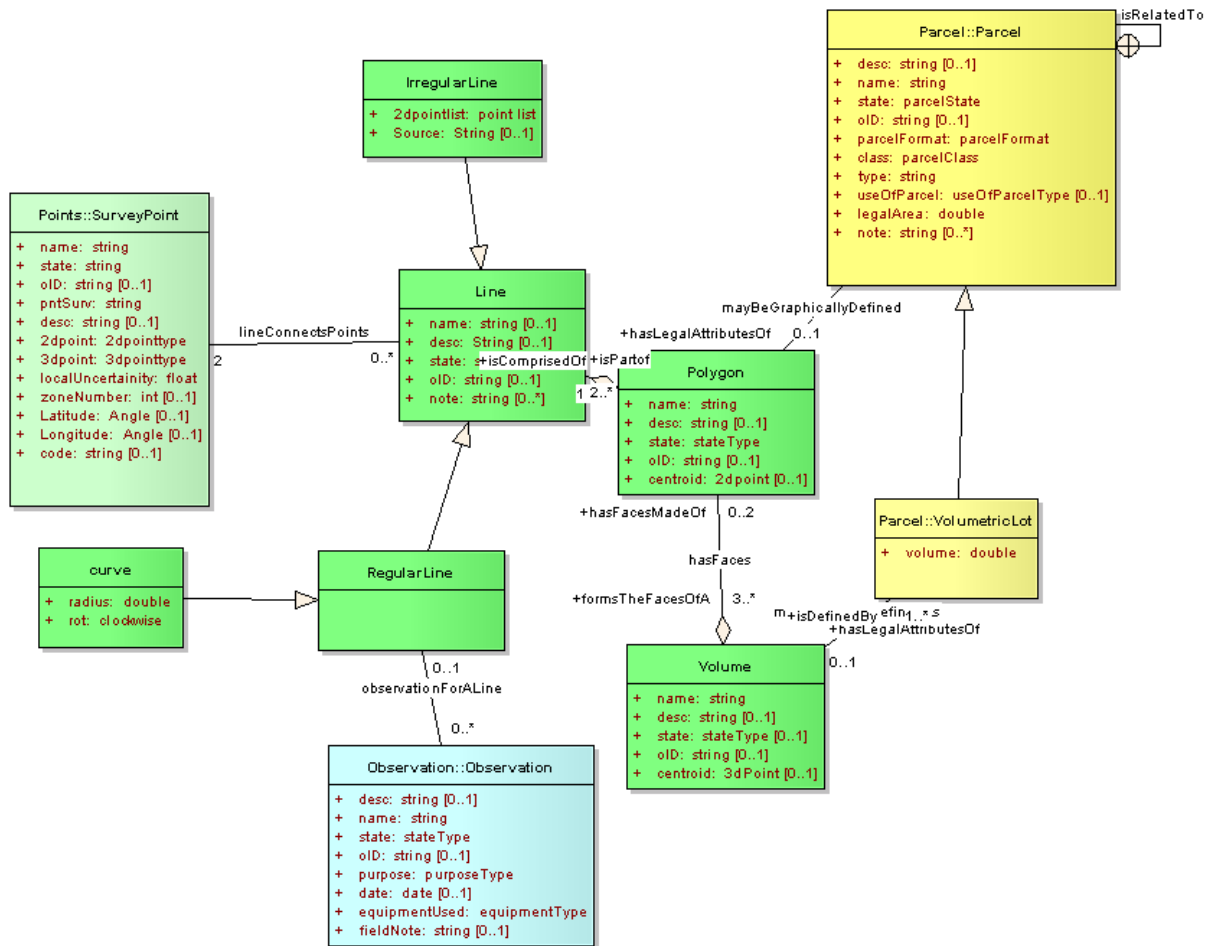 isRelatedTo
Parcel::Parcel
+ desc: string [0..1]
+ name: string
+ state: parcelState
+ oID: string [0..1]
+ parcelFormat: parcelFormat
+ class: parcelClass
+ type: string
+ useOfParcel: useOfParcelType [0..1]
+ legalArea: double
+ note: string [0..*]
IrregularLine
+ 2dpointlist: point list
+ Source: String [0..1]
Points::SurveyPoint
+ name: string
+ state: string
+ oID: string [0..1]
+ pntSurv: string
+ desc: string [0..1]
+ 2dpoint: 2dpointtype
+ 3dpoint: 3dpointtype
+ localUncertainity: float
+ zoneNumber: int [0..1]
+ Latitude: Angle [0..1]
+ Longitude: Angle [0..1]
+ code: string [0..1]
lineConnectsPoints
2
0..*
Line
+ name: string [0..1]
+ desc: String [0..1]
+ state: s
+ oID: string [0..1]
+ note: string [0..*]
+isComprisedOf
+isPartof
1
2..*
mayBeGraphicallyDefined
+hasLegalAttributesOf
0..1
Polygon
+ name: string
+ desc: string [0..1]
+ state: stateType
+ oID: string [0..1]
+ centroid: 2dpoint [0..1]
+hasFacesMadeOf
0..2
hasFaces
+formsTheFacesOfA
3..*
Parcel::VolumetricLot
+ volume: double
m
+isDefinedBy
efin
1..*
s
+hasLegalAttributesOf
0..1
curve
+ radius: double
+ rot: clockwise
RegularLine
0..1
observationForALine
0..*
Volume
+ name: string
+ desc: string [0..1]
+ state: stateType [0..1]
+ oID: string [0..1]
+ centroid: 3dPoint [0..1]
Observation::Observation
+ desc: string [0..1]
+ name: string
+ state: stateType
+ oID: string [0..1]
+ purpose: purposeType
+ date: date [0..1]
+ equipmentUsed: equipmentType
+ fieldNote: string [0..1]